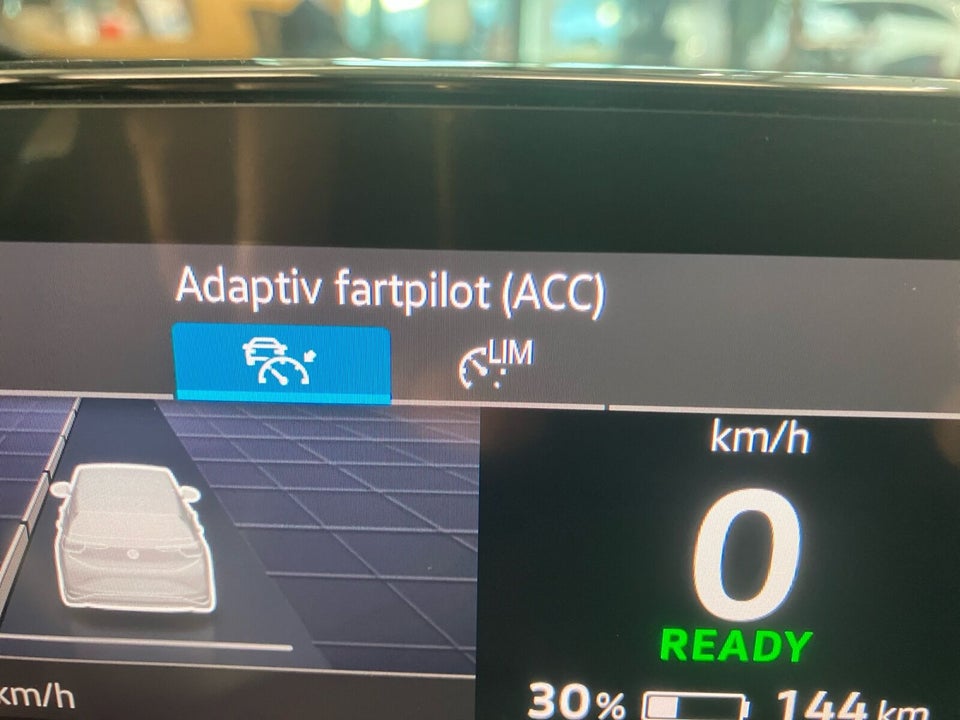 Adaptiv fartpilot (ACC)
LIM
km/h
0
READY
km/h
30% 144 km